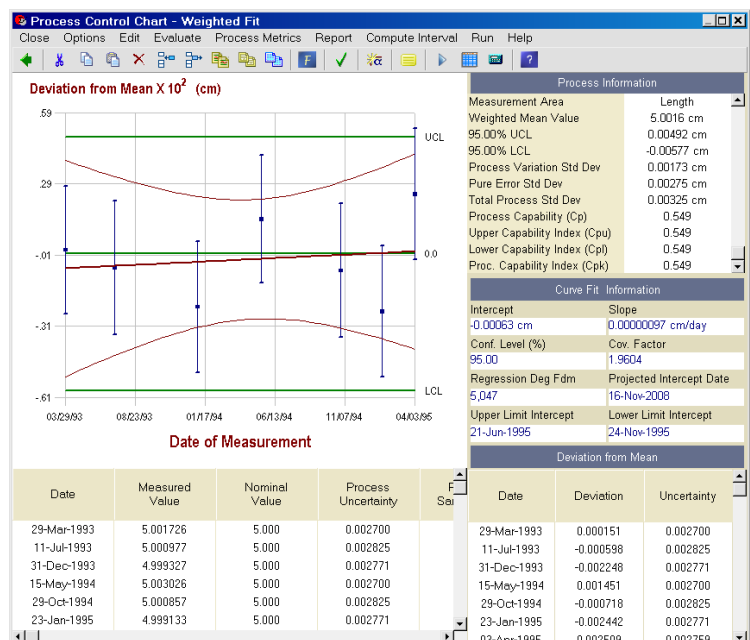 Process Control Chart - Weighted Fit
Close Options Edit Evaluate Process Metrics Report Compute Interval Run Help
F
?
Deviation from Mean X 10² (cm)
.59
.29
-.01
-.31
-.61
UCL
0.0
LCL
03/29/93 08/23/93 01/17/94 06/13/94 11/07/94 04/03/95
Date of Measurement
Process Information
Measurement Area Length
Weighted Mean Value 5.0016 cm
95.00% UCL 0.00492 cm
95.00% LCL -0.00577 cm
Process Variation Std Dev 0.00173 cm
Pure Error Std Dev 0.00275 cm
Total Process Std Dev 0.00325 cm
Process Capability (Cp) 0.549
Upper Capability Index (Cpu) 0.549
Lower Capability Index (Cpl) 0.549
Proc. Capability Index (Cpk) 0.549
Curve Fit Information
Intercept Slope
-0.00063 cm 0.00000097 cm/day
Conf. Level (%) Cov. Factor
95.00 1.9604
Regression Deg Fdm Projected Intercept Date
5,047 16-Nov-2008
Upper Limit Intercept Lower Limit Intercept
21-Jun-1995 24-Nov-1995
Date Measured Value Nominal Value Process Uncertainty
29-Mar-1993 5.001726 5.000 0.002700
11-Jul-1993 5.000977 5.000 0.002825
31-Dec-1993 4.999327 5.000 0.002771
15-May-1994 5.003026 5.000 0.002700
29-Oct-1994 5.000857 5.000 0.002825
23-Jan-1995 4.999133 5.000 0.002771
Deviation from Mean
Date Deviation Uncertainty
29-Mar-1993 0.000151 0.002700
11-Jul-1993 -0.000598 0.002825
31-Dec-1993 -0.002248 0.002771
15-May-1994 0.001451 0.002700
29-Oct-1994 -0.000718 0.002825
23-Jan-1995 -0.002442 0.002771